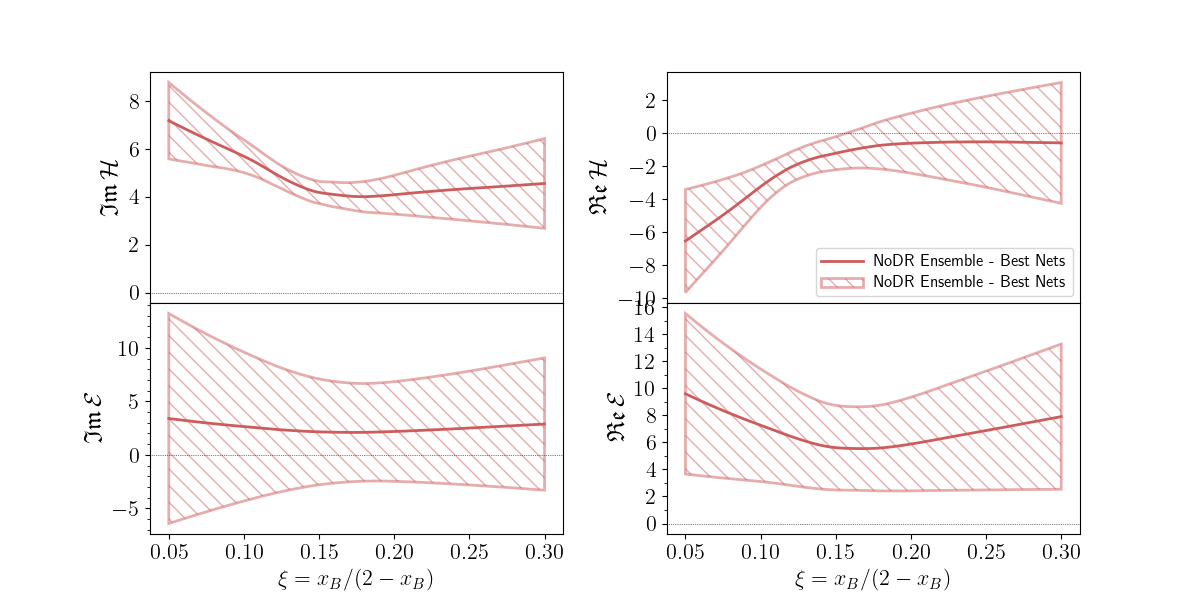 8
6
4
2
0
ℑm ℋ
2
0
−2
−4
−6
−8
−10
ℜe ℋ
NoDR Ensemble - Best Nets
NoDR Ensemble - Best Nets
10
5
0
−5
ℑm ℰ
0.05 0.10 0.15 0.20 0.25 0.30
ξ = x_B/(2 − x_B)
16
14
12
10
8
6
4
2
0
ℜe ℰ
0.05 0.10 0.15 0.20 0.25 0.30
ξ = x_B/(2 − x_B)